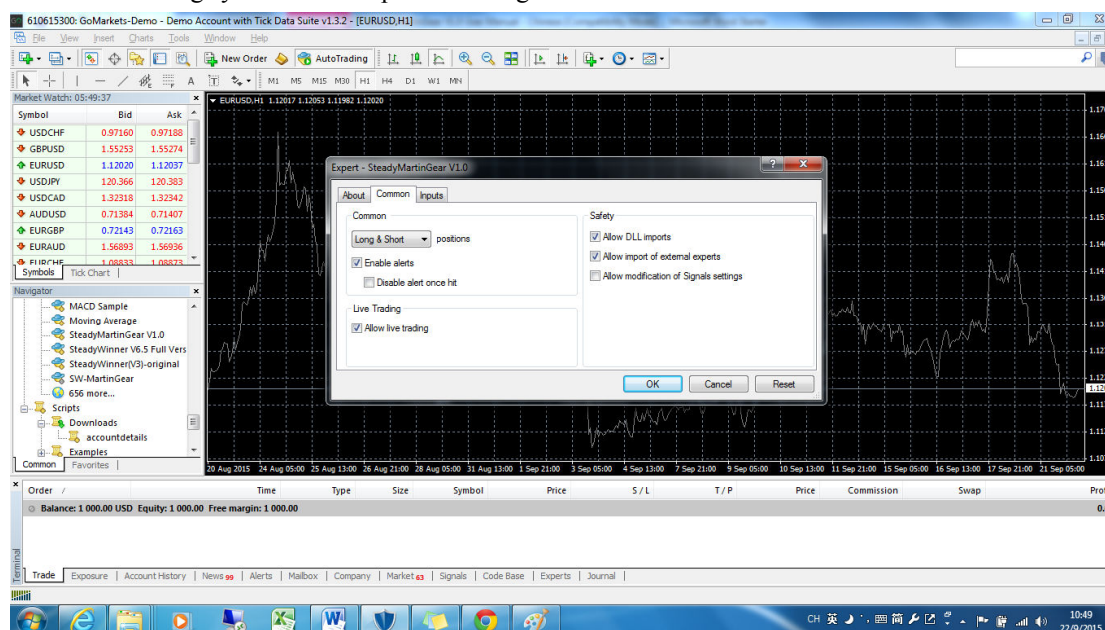 610615300: GoMarkets-Demo - Demo Account with Tick Data Suite v1.3.2 - [EURUSD,H1]
File View Insert Charts Tools Window Help
New Order AutoTrading
A T M1 M5 M15 M30 H1 H4 D1 W1 MN
Market Watch: 05:49:37
Symbol Bid Ask
USDCHF 0.97160 0.97188
GBPUSD 1.55253 1.55274
EURUSD 1.12020 1.12037
USDJPY 120.366 120.383
USDCAD 1.32318 1.32342
AUDUSD 0.71384 0.71407
EURGBP 0.72143 0.72163
EURAUD 1.56893 1.56936
EURCHF 1.08833 1.08873
Symbols Tick Chart
Navigator
MACD Sample
Moving Average
SteadyMartinGear V1.0
SteadyWinner V6.5 Full Vers
SteadyWinner(V3)-original
SW-MartinGear
656 more...
Scripts
Downloads
accountdetails
Examples
Common Favorites
EURUSD,H1 1.12017 1.12053 1.11982 1.12020
Expert - SteadyMartinGear V1.0
About Common Inputs
Common
Long & Short positions
Enable alerts
Disable alert once hit
Live Trading
Allow live trading
Safety
Allow DLL imports
Allow import of external experts
Allow modification of Signals settings
OK Cancel Reset
20 Aug 2015 24 Aug 05:00 25 Aug 13:00 26 Aug 21:00 28 Aug 05:00 31 Aug 13:00 1 Sep 21:00 3 Sep 05:00 4 Sep 13:00 7 Sep 21:00 9 Sep 05:00 10 Sep 13:00 11 Sep 21:00 15 Sep 05:00 16 Sep 13:00 17 Sep 21:00 21 Sep 05:00
Order / Time Type Size Symbol Price S / L T / P Price Commission Swap
Balance: 1 000.00 USD Equity: 1 000.00 Free margin: 1 000.00
Terminal
Trade Exposure Account History News 99 Alerts Mailbox Company Market 63 Signals Code Base Experts Journal
CH 英 简 10:49
22/9/2015